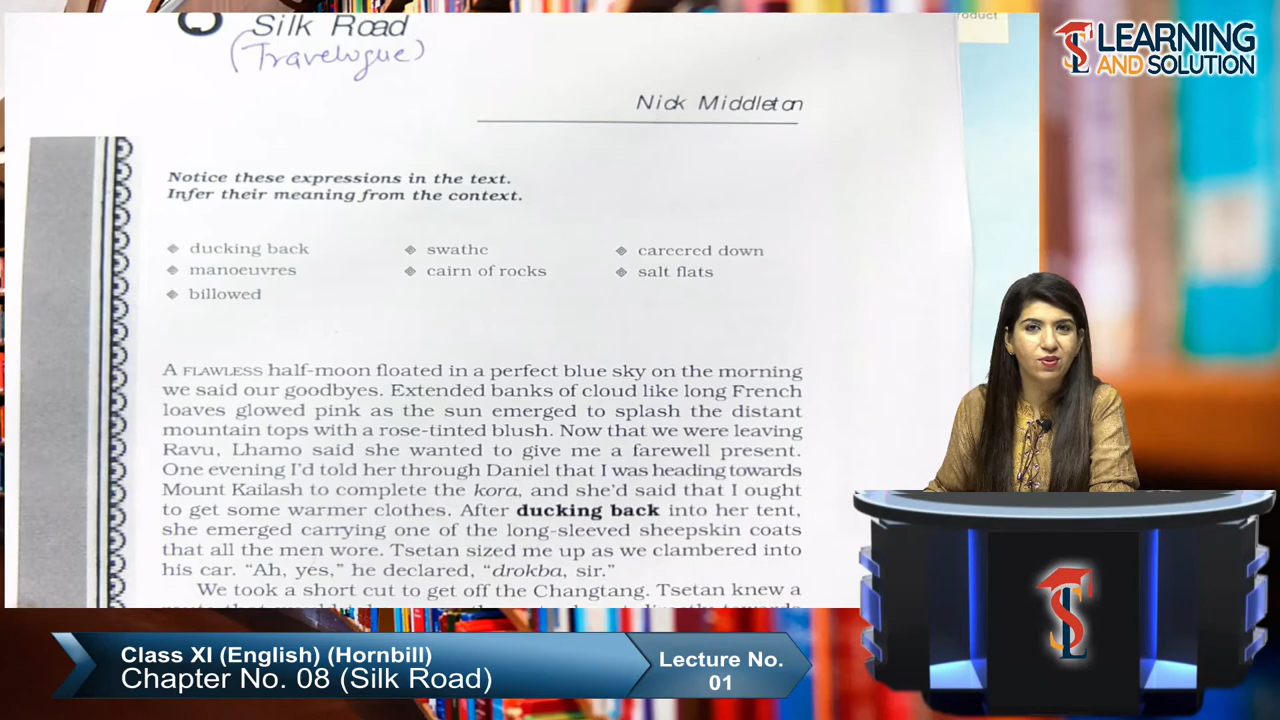 Silk Road
(Travelogue)
Nick Middleton
Notice these expressions in the text.
Infer their meaning from the context.
ducking back
swathe
careered down
manoeuvres
cairn of rocks
salt flats
billowed
A FLAWLESS half-moon floated in a perfect blue sky on the morning
we said our goodbyes. Extended banks of cloud like long French
loaves glowed pink as the sun emerged to splash the distant
mountain tops with a rose-tinted blush. Now that we were leaving
Ravu, Lhamo said she wanted to give me a farewell present.
One evening I'd told her through Daniel that I was heading towards
Mount Kailash to complete the kora, and she'd said that I ought
to get some warmer clothes. After ducking back into her tent,
she emerged carrying one of the long-sleeved sheepskin coats
that all the men wore. Tsetan sized me up as we clambered into
his car. "Ah, yes," he declared, "drokba, sir."
We took a short cut to get off the Changtang. Tsetan knew a
LEARNING
AND SOLUTION
Class XI (English) (Hornbill)
Chapter No. 08 (Silk Road)
Lecture No.
01